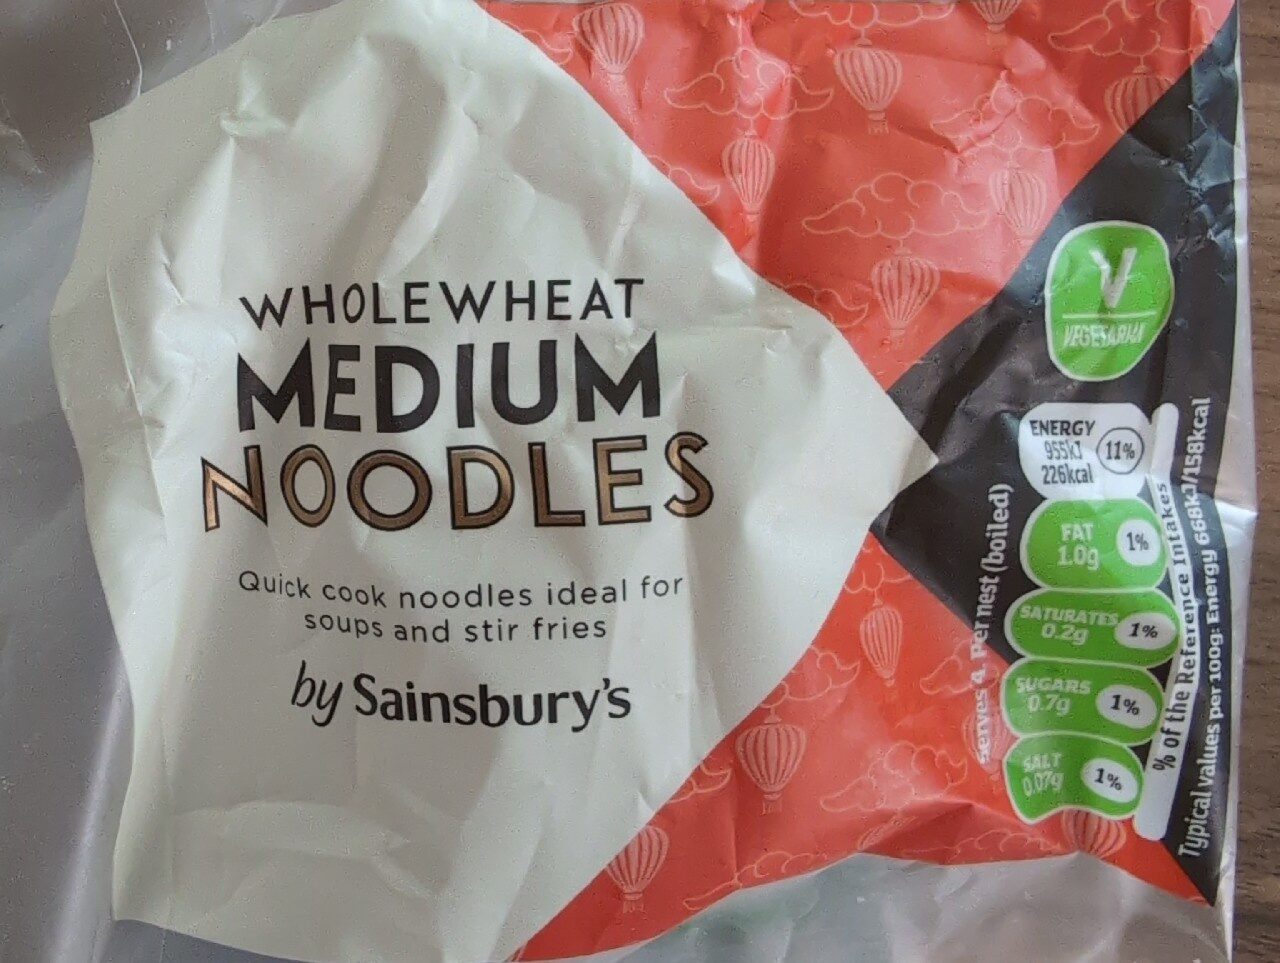 WHOLEWHEAT
MEDIUM
NOODLES
Quick cook noodles ideal for
soups and stir fries
by Sainsbury's
V
VEGETARIAN
Serves 4. Per nest (boiled)
ENERGY
955kJ
226kcal
11%
FAT
1.0g
1%
SATURATES
0.2g
1%
SUGARS
0.7g
1%
SALT
0.07g
1%
% of the Reference Intakes
Typical values per 100g: Energy 668kJ/158kcal